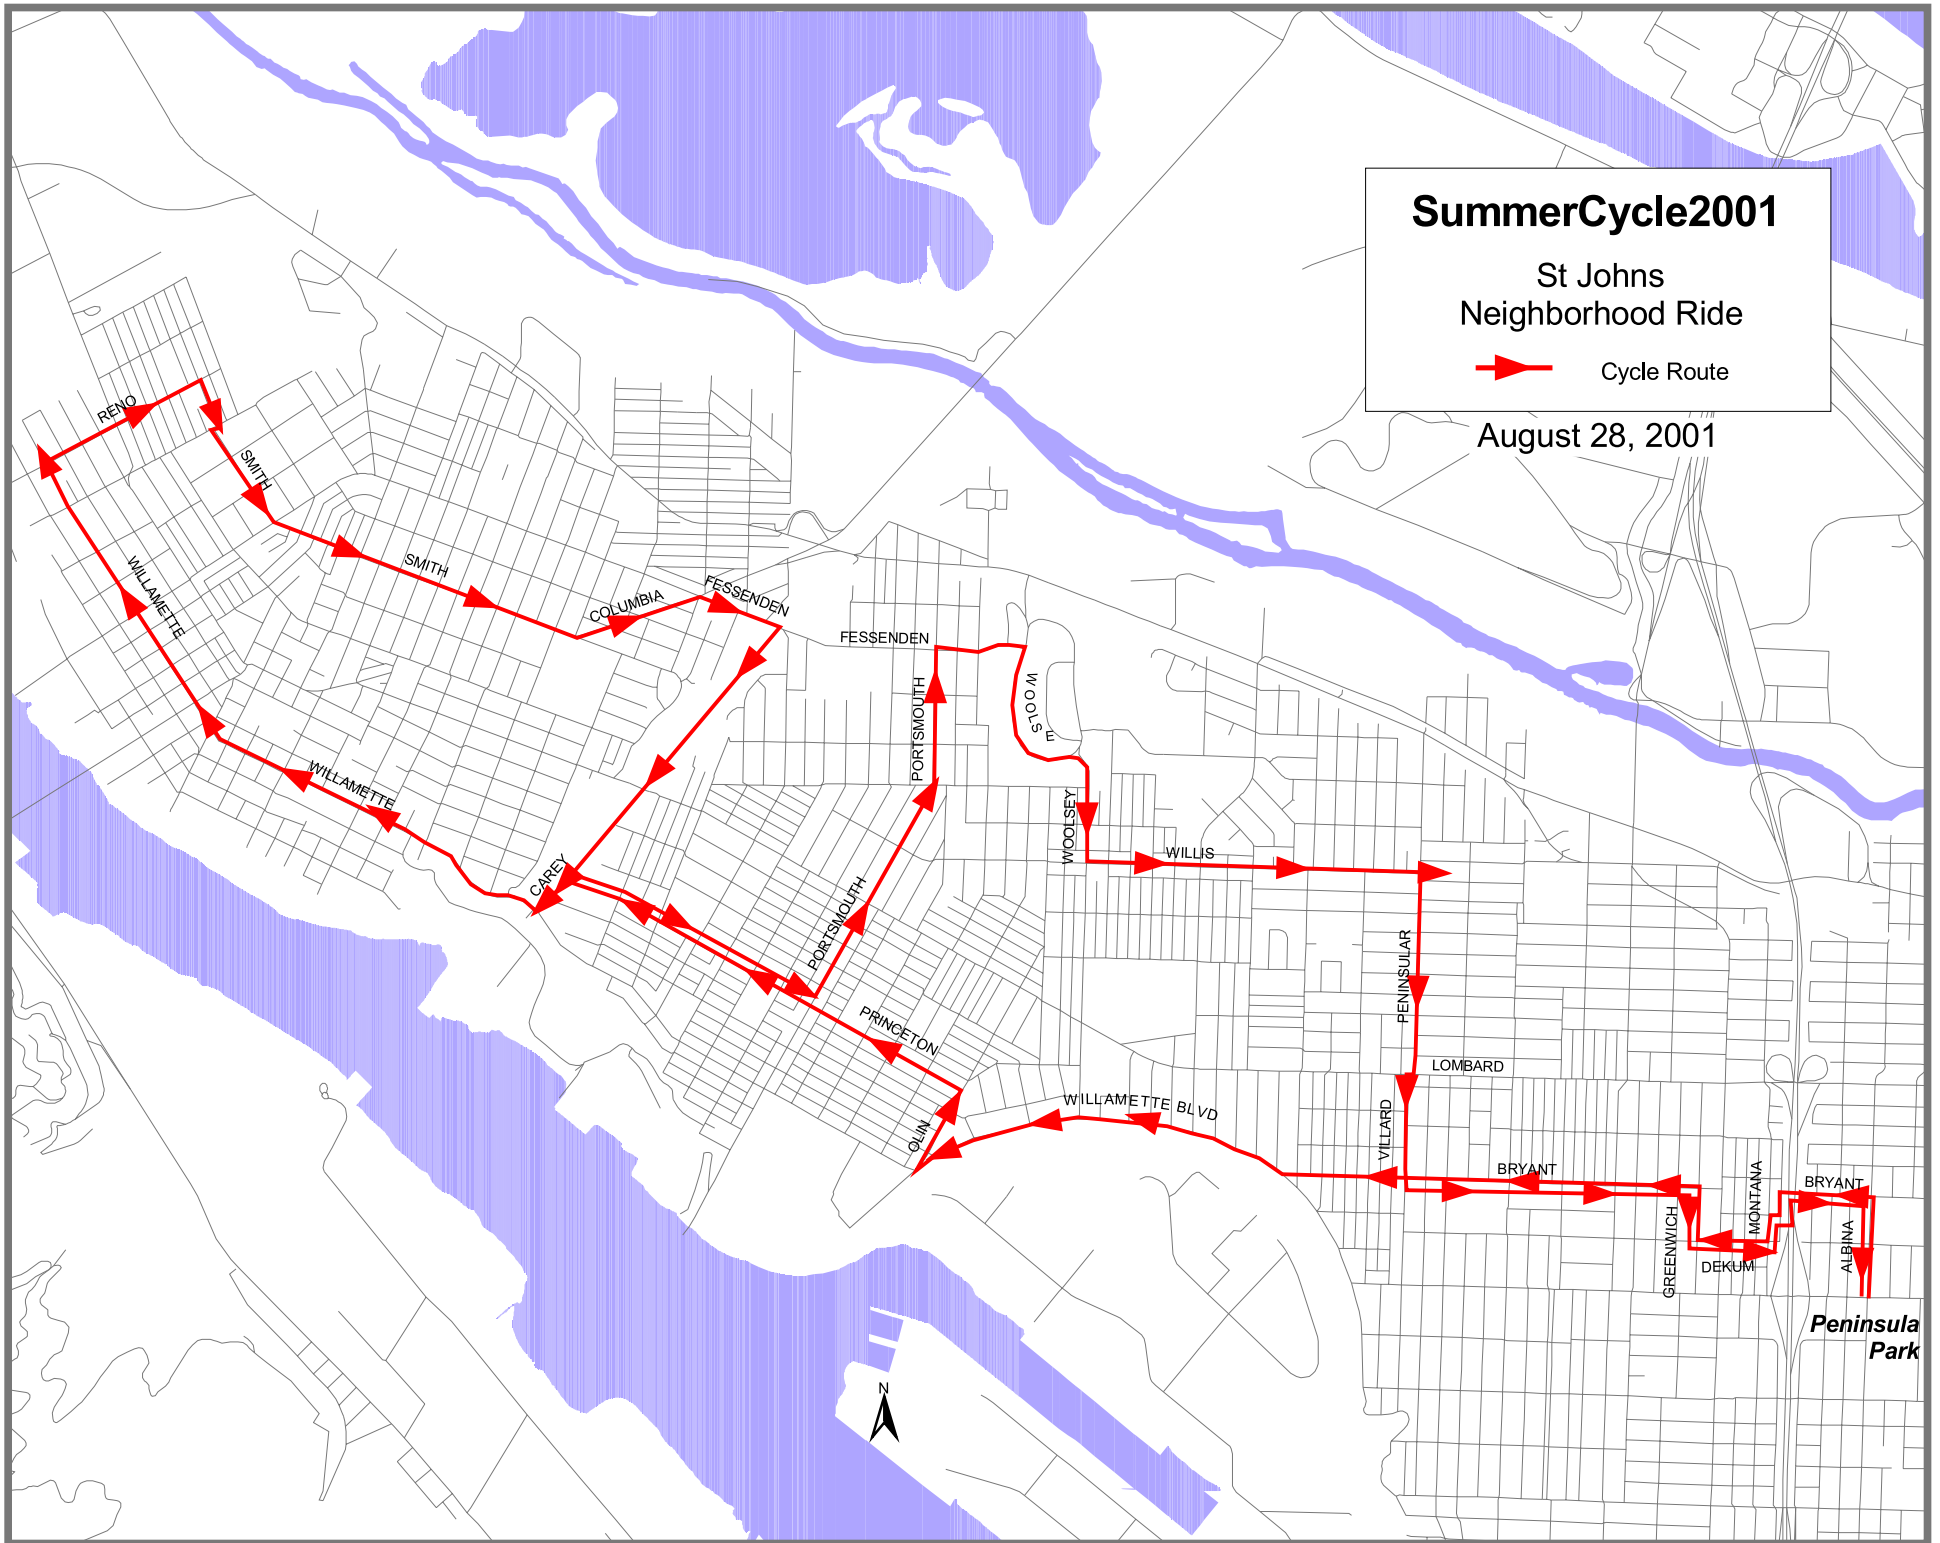 SummerCycle2001
St Johns
Neighborhood Ride
Cycle Route
August 28, 2001
RENO
SMITH
SMITH
WILLAMETTE
COLUMBIA
FESSENDEN
FESSENDEN
PORTSMOUTH
WOOLSE
WILLAMETTE
WOOLSEY
WILLIS
CAREY
PORTSMOUTH
PENINSULAR
PRINCETON
LOMBARD
WILLAMETTE BLVD
OLIN
VILLARD
BRYANT
MONTANA
BRYANT
GREENWICH
DEKUM
ALBINA
Peninsula
Park
N